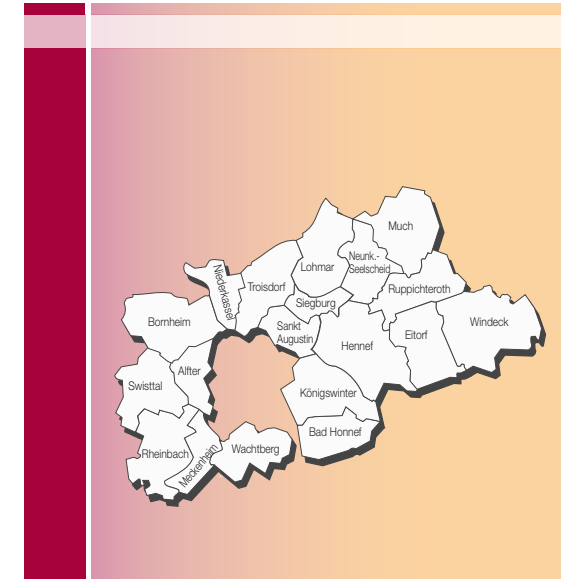 Much
Neunk.-
Seelscheid
Lohmar
Niederkassel
Troisdorf
Ruppichteroth
Siegburg
Bornheim
Sankt
Augustin
Windeck
Eitorf
Hennef
Alfter
Swisttal
Königswinter
Bad Honnef
Wachtberg
Rheinbach
Meckenheim